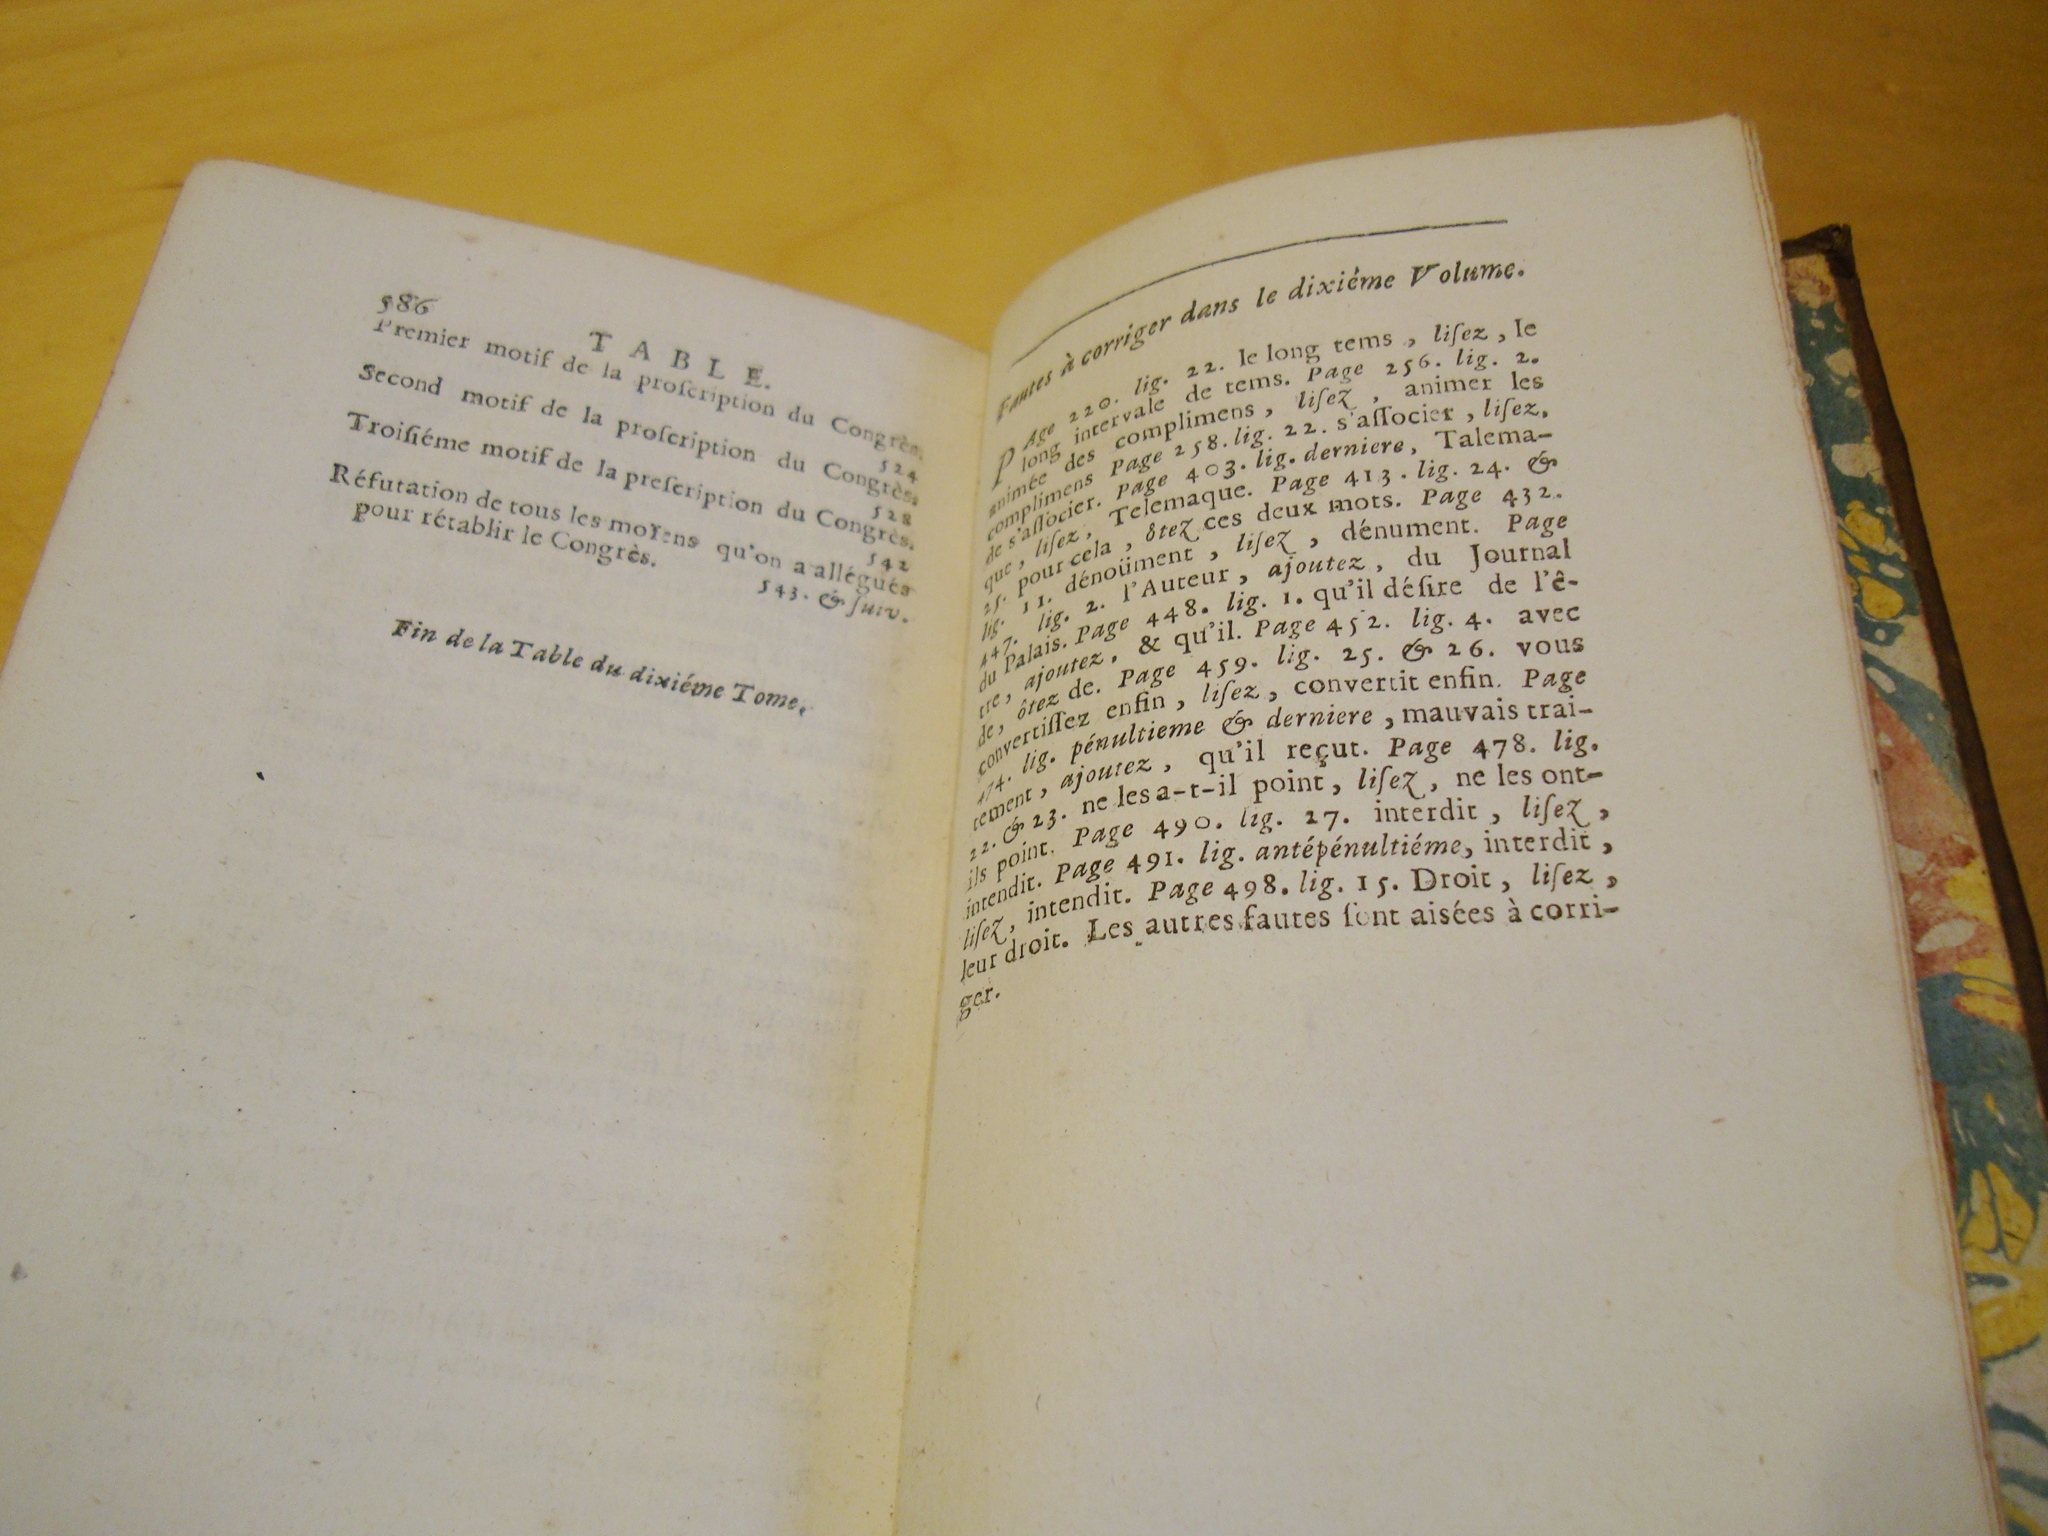 586
T A B L E.
Premier motif de la proſcription du Congrès.
524
Second motif de la proſcription du Congrès.
528
Troiſiéme motif de la preſcription du Congrès.
542
Réfutation de tous les moyens qu'on a allégués
pour rétablir le Congrès.
543. & ſuiv.
Fin de la Table du dixiéme Tome.
Fautes à corriger dans le dixiéme Volume.
PAge 220. lig. 22. le long tems, liſez, le
long intervale de tems. Page 256. lig. 2.
animée des complimens, liſez, animer les
complimens Page 258. lig. 22. s'aſſocier, liſez,
de s'aſſocier. Page 403. lig. derniere, Talema-
que, liſez, Telemaque. Page 413. lig. 24. &
25. pour cela, ôtez ces deux mots. Page 432.
lig. 11. dénoüment, liſez, dénument. Page
447. lig. 2. l'Auteur, ajoutez, du Journal
du Palais. Page 448. lig. 1. qu'il déſire de l'ê-
tre, ajoutez, & qu'il. Page 452. lig. 4. avec
de, ôtez de. Page 459. lig. 25. & 26. vous
convertiſſez enfin, liſez, convertit enfin. Page
474. lig. pénultieme & derniere, mauvais trai-
tement, ajoutez, qu'il reçut. Page 478. lig.
22. & 23. ne les a-t-il point, liſez, ne les ont-
ils point. Page 490. lig. 27. interdit, liſez,
intendit. Page 491. lig. antépénultiéme, interdit,
liſez, intendit. Page 498. lig. 15. Droit, liſez,
leur droit. Les autres fautes ſont aisées à corri-
ger.